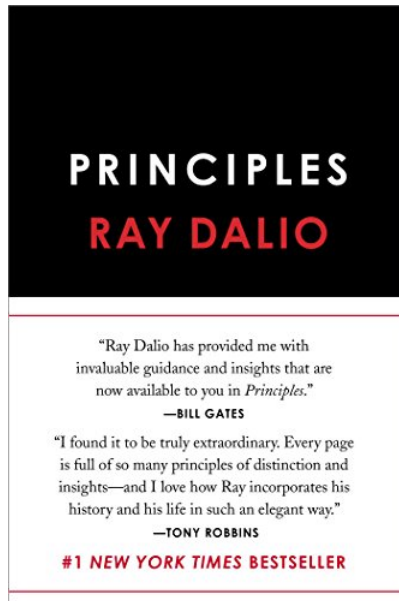 PRINCIPLES
RAY DALIO
“Ray Dalio has provided me with
invaluable guidance and insights that are
now available to you in Principles.”
—BILL GATES
“I found it to be truly extraordinary. Every page
is full of so many principles of distinction and
insights—and I love how Ray incorporates his
history and his life in such an elegant way.”
—TONY ROBBINS
#1 NEW YORK TIMES BESTSELLER